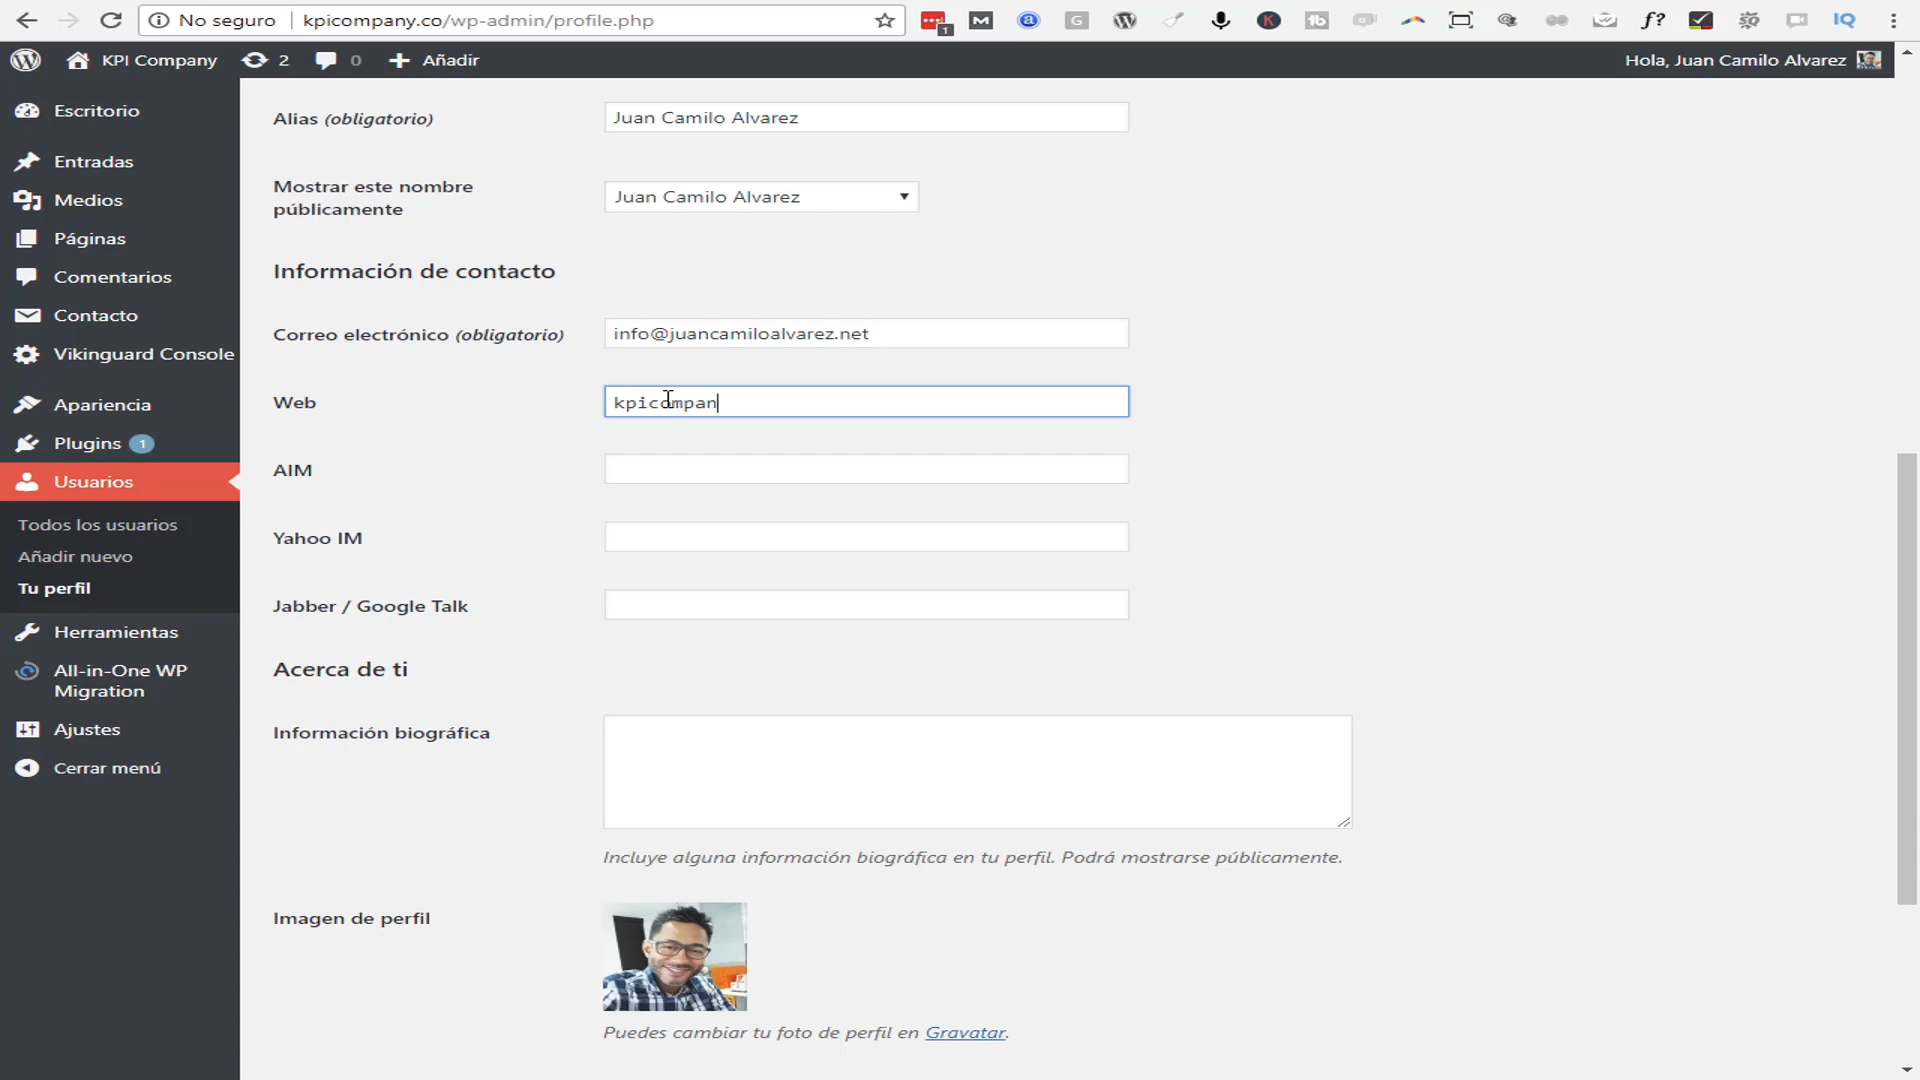 No seguro
kpicompany.co/wp-admin/profile.php
1
M
a
G
K
tb
f?
IQ
KPI Company
2
0
Añadir
Hola, Juan Camilo Alvarez
Escritorio
Entradas
Medios
Páginas
Comentarios
Contacto
Vikinguard Console
Apariencia
Plugins 1
Usuarios
Todos los usuarios
Añadir nuevo
Tu perfil
Herramientas
All-in-One WP
Migration
Ajustes
Cerrar menú
Alias (obligatorio)
Juan Camilo Alvarez
Mostrar este nombre
públicamente
Juan Camilo Alvarez
Información de contacto
Correo electrónico (obligatorio)
info@juancamiloalvarez.net
Web
kpicompan
AIM
Yahoo IM
Jabber / Google Talk
Acerca de ti
Información biográfica
Incluye alguna información biográfica en tu perfil. Podrá mostrarse públicamente.
Imagen de perfil
Puedes cambiar tu foto de perfil en Gravatar.